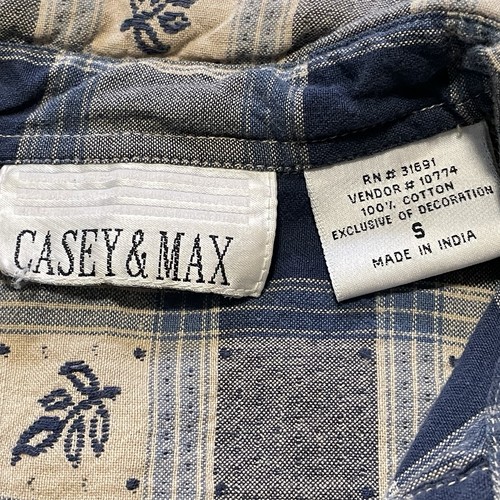 CASEY & MAX
RN # 31691
VENDOR # 10774
100% COTTON
EXCLUSIVE OF DECORATION
S
MADE IN INDIA